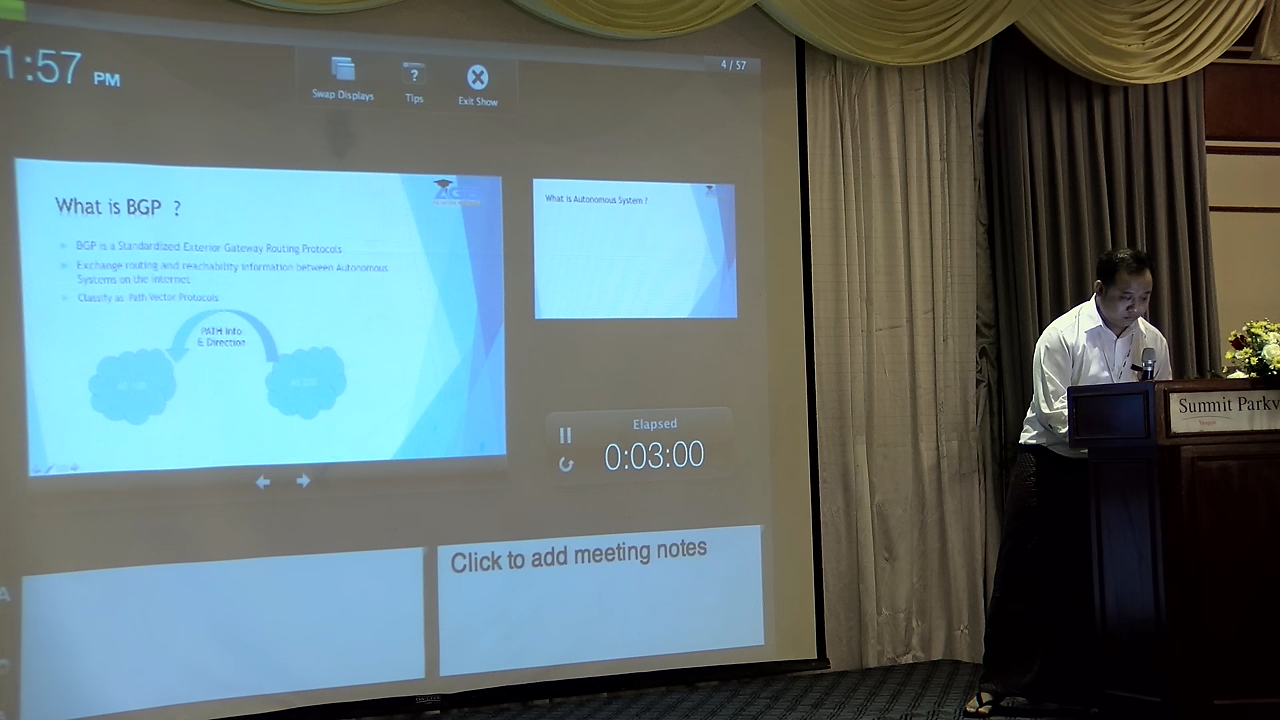 1:57 PM
Swap Displays
Tips
Exit Show
4 / 57
What is BGP ?
BGP is a Standardized Exterior Gateway Routing Protocols
Exchange routing and reachability information between Autonomous
Systems on the Internet
Classify as Path Vector Protocols
PATH Info
& Direction
What is Autonomous System ?
Elapsed
0:03:00
Click to add meeting notes
Summit Parkv